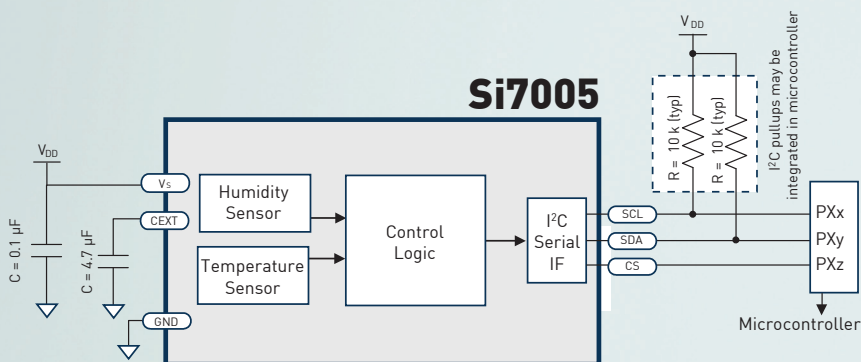 Si7005
V DD
R = 10 k (typ)
R = 10 k (typ)
I²C pullups may be
integrated in microcontroller
VDD
Vs
CEXT
GND
C = 0.1 µF
C = 4.7 µF
Humidity
Sensor
Temperature
Sensor
Control
Logic
I²C
Serial
IF
SCL
SDA
CS
PXx
PXy
PXz
Microcontroller